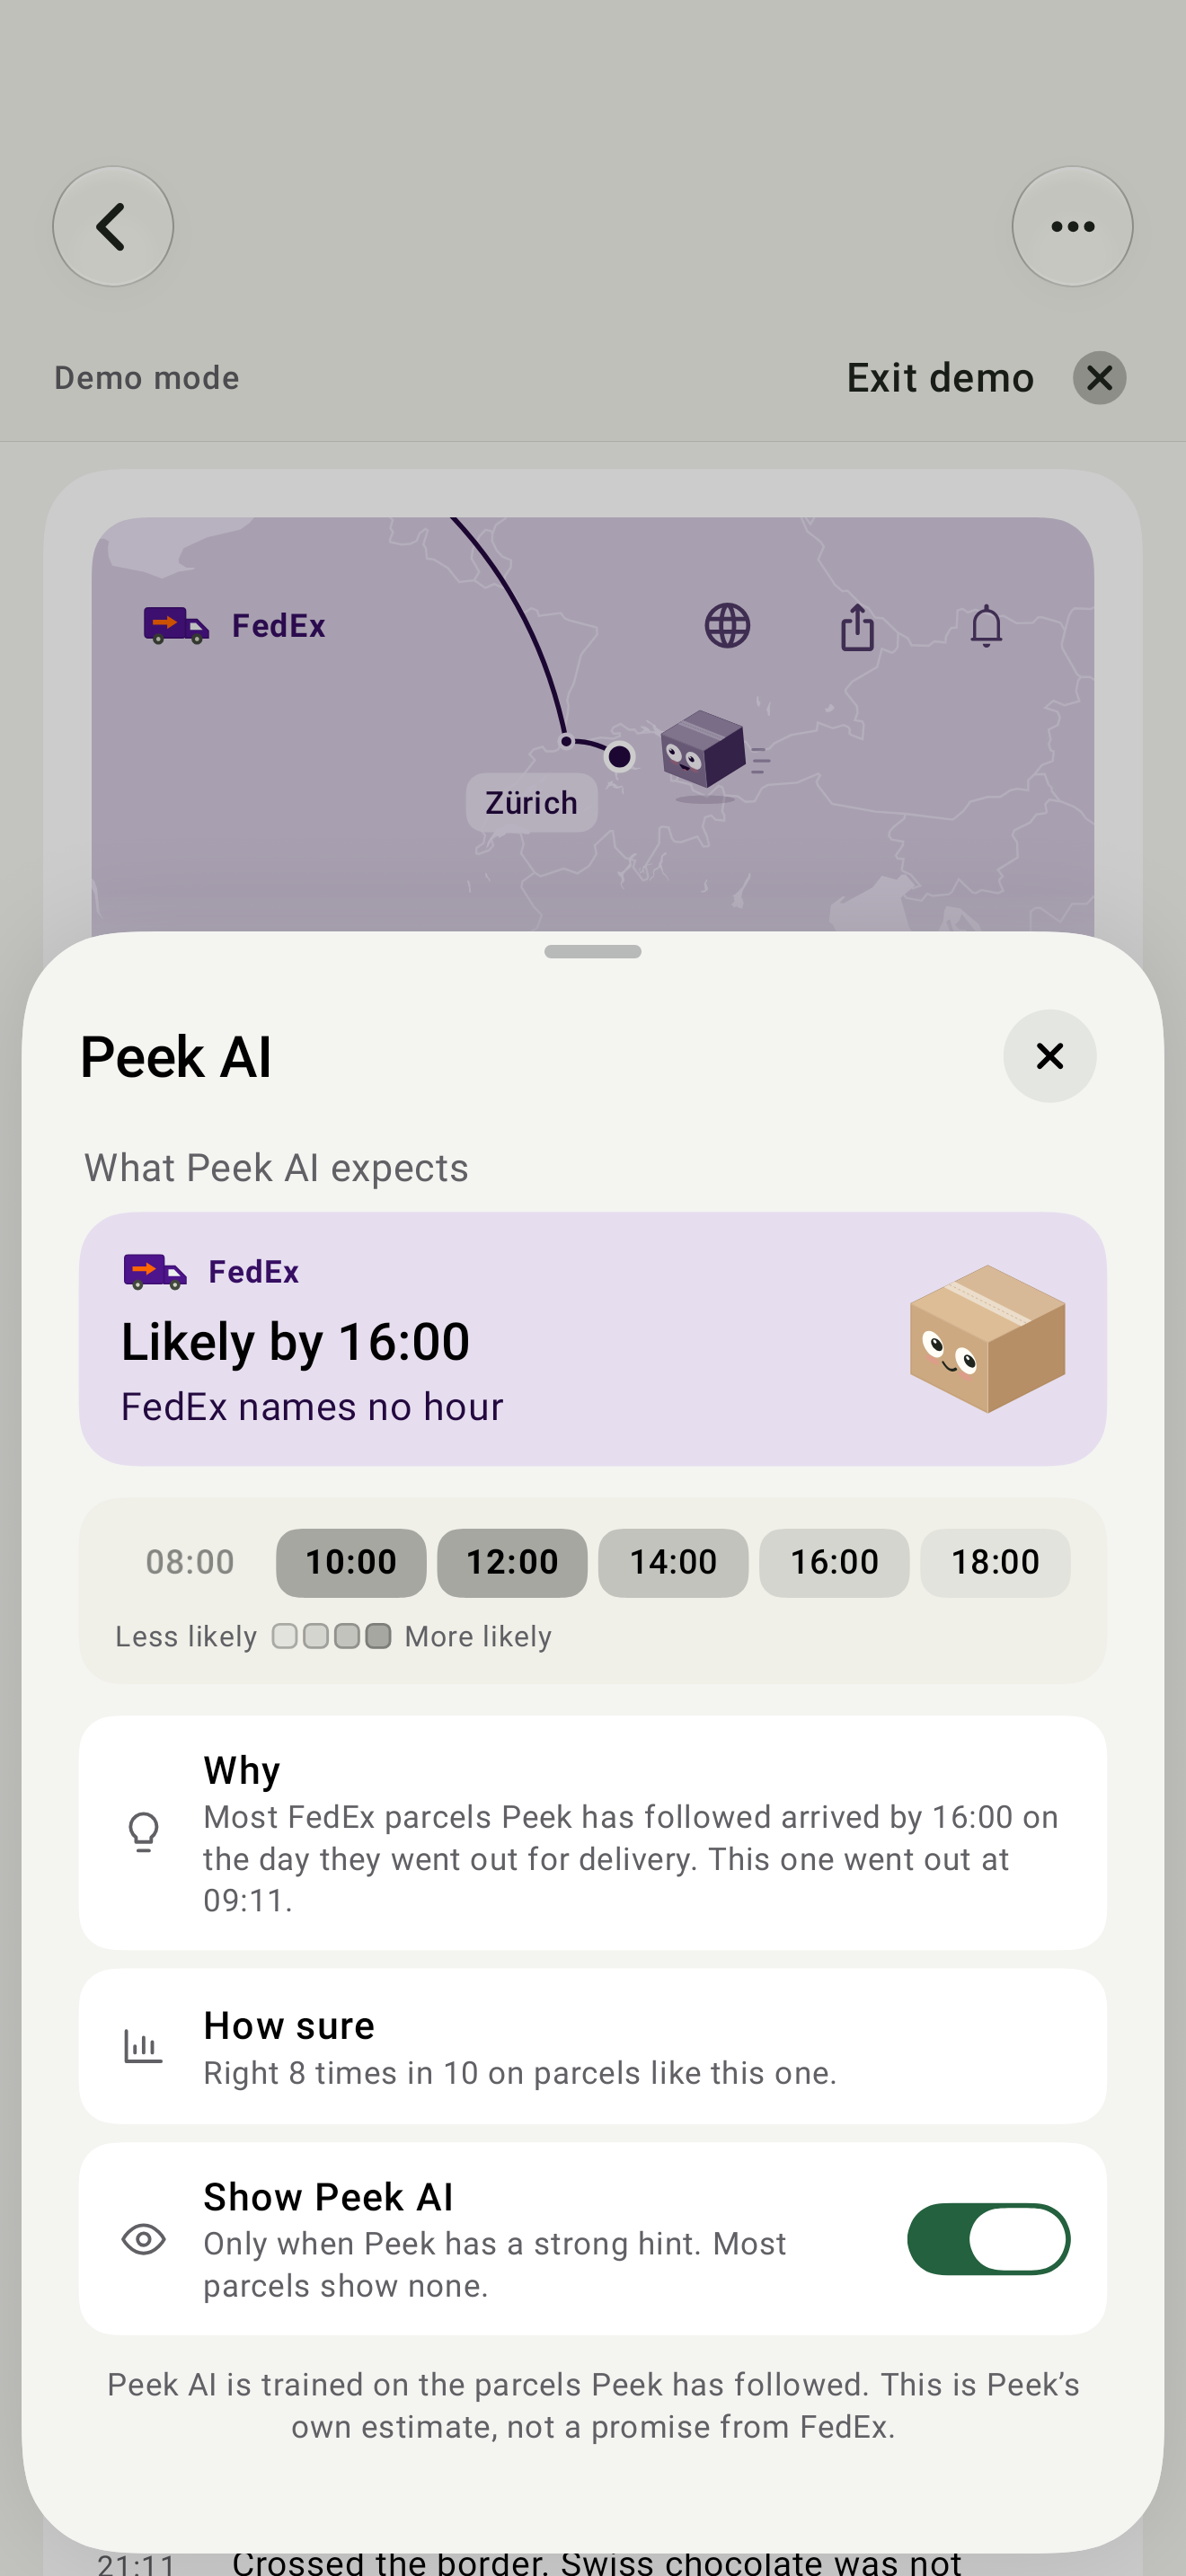 Demo mode
Exit demo
FedEx
Zürich
Peek AI
What Peek AI expects
FedEx
Likely by 16:00
FedEx names no hour
08:00 10:00 12:00 14:00 16:00 18:00
Less likely More likely
Why
Most FedEx parcels Peek has followed arrived by 16:00 on
the day they went out for delivery. This one went out at
09:11.
How sure
Right 8 times in 10 on parcels like this one.
Show Peek AI
Only when Peek has a strong hint. Most
parcels show none.
Peek AI is trained on the parcels Peek has followed. This is Peek’s
own estimate, not a promise from FedEx.
21:11 Crossed the border. Swiss chocolate was not